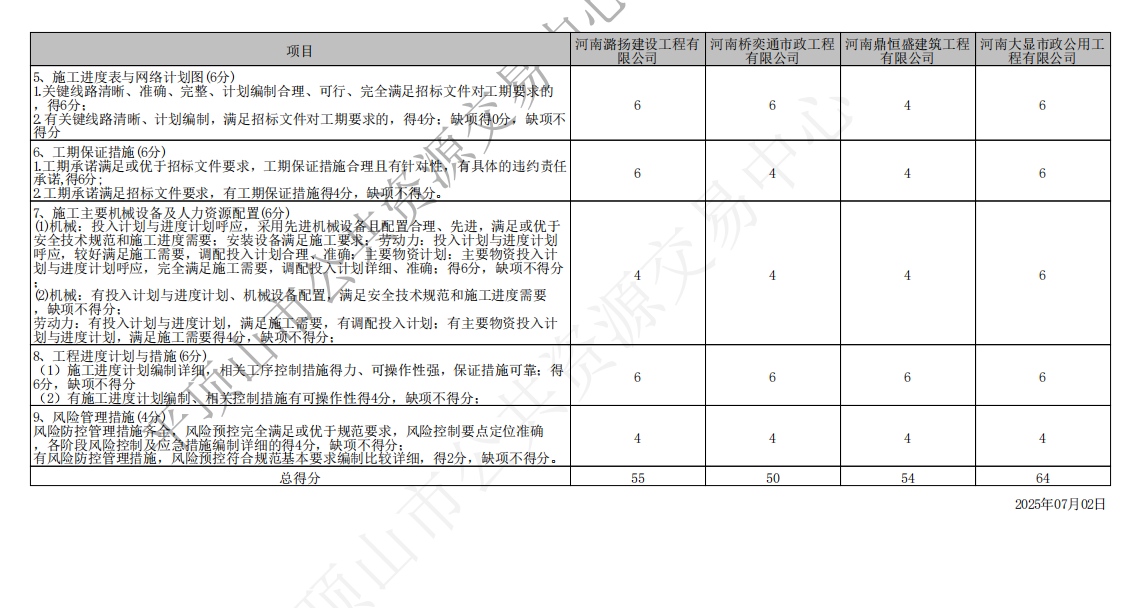 项目
河南潞扬建设工程有
限公司
河南桥奕通市政工程
有限公司
河南鼎恒盛建筑工程
有限公司
河南大显市政公用工
程有限公司
5、施工进度表与网络计划图(6分)
1.关键线路清晰、准确、完整、计划编制合理、可行、完全满足招标文件对工期要求的
，得6分；
2.有关键线路清晰、计划编制，满足招标文件对工期要求的，得4分；缺项得0分，缺项不
得分
6
6
4
6
6、工期保证措施(6分)
1.工期承诺满足或优于招标文件要求，工期保证措施合理且有针对性，有具体的违约责任
承诺,得6分；
2.工期承诺满足招标文件要求，有工期保证措施得4分，缺项不得分。
6
4
4
6
7、施工主要机械设备及人力资源配置(6分)
(1)机械：投入计划与进度计划呼应，采用先进机械设备且配置合理、先进，满足或优于
安全技术规范和施工进度需要；安装设备满足施工要求；劳动力：投入计划与进度计划
呼应，较好满足施工需要，调配投入计划合理、准确；主要物资计划：主要物资投入计
划与进度计划呼应，完全满足施工需要，调配投入计划详细、准确；得6分，缺项不得分
；
(2)机械：有投入计划与进度计划、机械设备配置，满足安全技术规范和施工进度需要
，缺项不得分；
劳动力：有投入计划与进度计划，满足施工需要，有调配投入计划；有主要物资投入计
划与进度计划，满足施工需要得4分，缺项不得分；
4
4
4
6
8、工程进度计划与措施(6分)
（1）施工进度计划编制详细，相关工序控制措施得力、可操作性强，保证措施可靠；得
6分，缺项不得分
（2）有施工进度计划编制、相关控制措施有可操作性得4分，缺项不得分；
6
6
6
6
9、风险管理措施(4分)
风险防控管理措施齐全，风险预控完全满足或优于规范要求，风险控制要点定位准确
，各阶段风险控制及应急措施编制详细的得4分，缺项不得分；
有风险防控管理措施，风险预控符合规范基本要求编制比较详细，得2分，缺项不得分。
4
4
4
4
总得分
55
50
54
64
2025年07月02日
平顶山市公共资源交易中心
顶山市公共资源交易中心